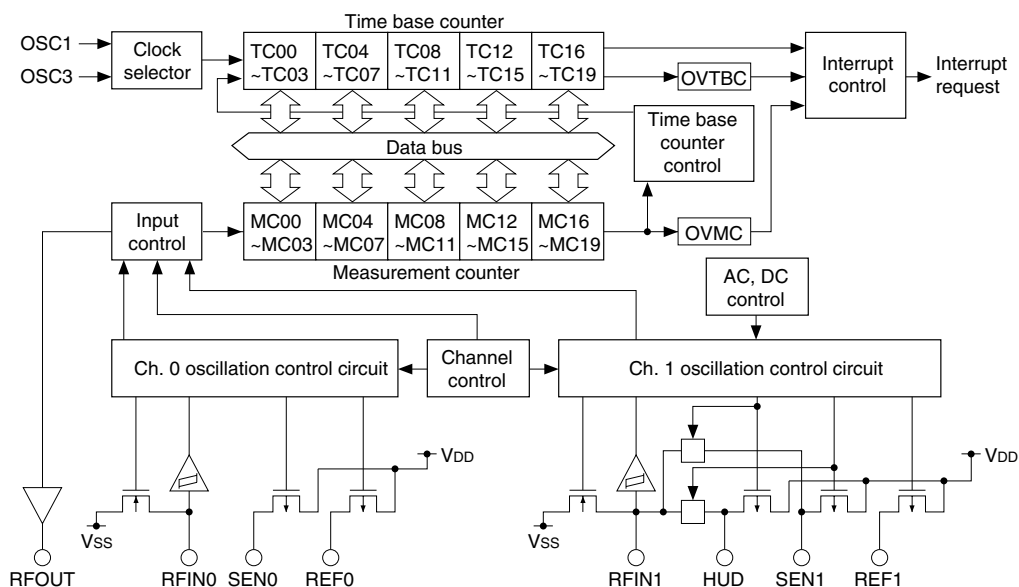 Time base counter
OSC1
OSC3
Clock
selector
TC00
~TC03
TC04
~TC07
TC08
~TC11
TC12
~TC15
TC16
~TC19
OVTBC
Interrupt
control
Interrupt
request
Data bus
Time base
counter
control
Input
control
MC00
~MC03
MC04
~MC07
MC08
~MC11
MC12
~MC15
MC16
~MC19
OVMC
Measurement counter
AC, DC
control
Ch. 0 oscillation control circuit
Channel
control
Ch. 1 oscillation control circuit
VDD
VDD
VSS
VSS
RFOUT
RFIN0
SEN0
REF0
RFIN1
HUD
SEN1
REF1